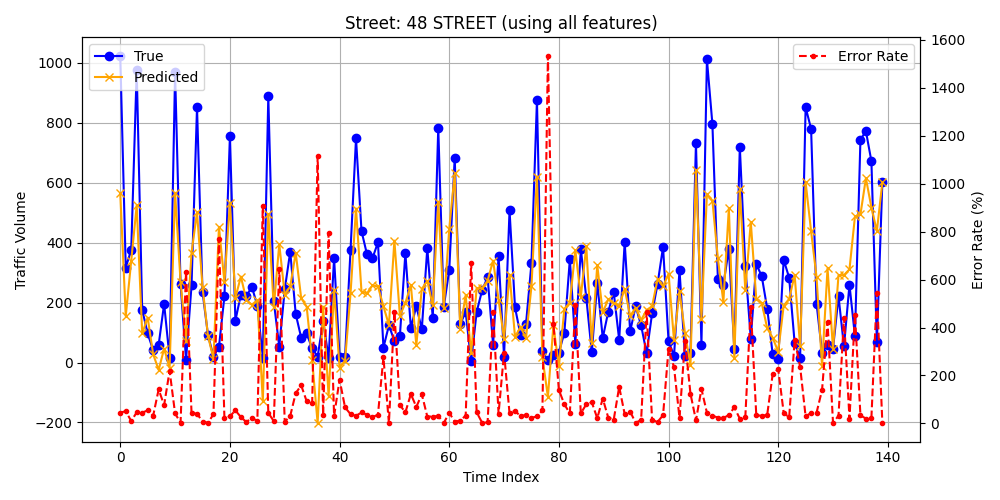 Street: 48 STREET (using all features)
True
Predicted
Error Rate
Traffic Volume
1000
800
600
400
200
0
−200
1600
1400
1200
1000
800
600
400
200
0
Error Rate (%)
0 20 40 60 80 100 120 140
Time Index